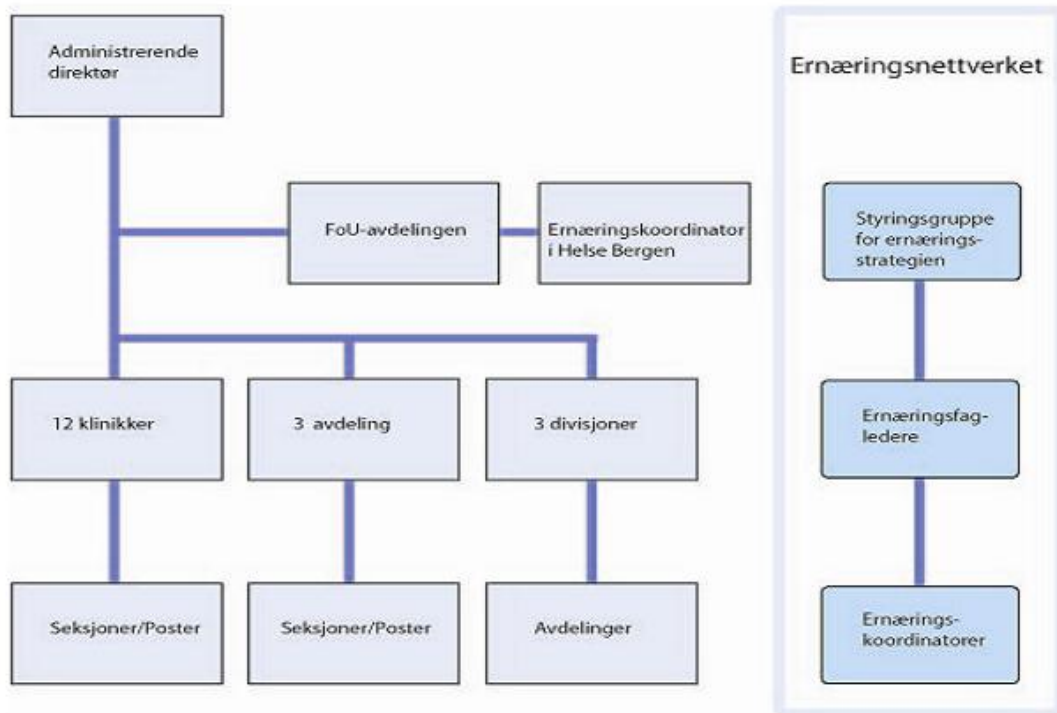 Administrerende
direktør
Ernæringsnettverket
FoU-avdelingen
Ernæringskoordinator
i Helse Bergen
Styringsgruppe
for ernærings-
strategien
12 klinikker
3 avdeling
3 divisjoner
Ernæringsfag-
ledere
Seksjoner/Poster
Seksjoner/Poster
Avdelinger
Ernærings-
koordinatorer